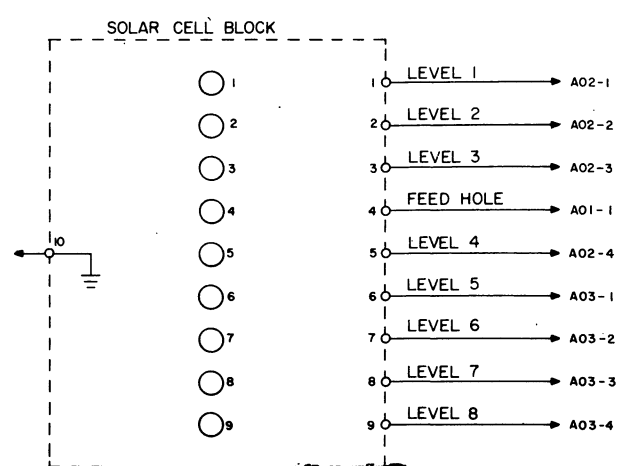 SOLAR CELL BLOCK
1 1 LEVEL 1 A02-1
2 2 LEVEL 2 A02-2
3 3 LEVEL 3 A02-3
4 4 FEED HOLE A01-1
10 5 5 LEVEL 4 A02-4
6 6 LEVEL 5 A03-1
7 7 LEVEL 6 A03-2
8 8 LEVEL 7 A03-3
9 9 LEVEL 8 A03-4